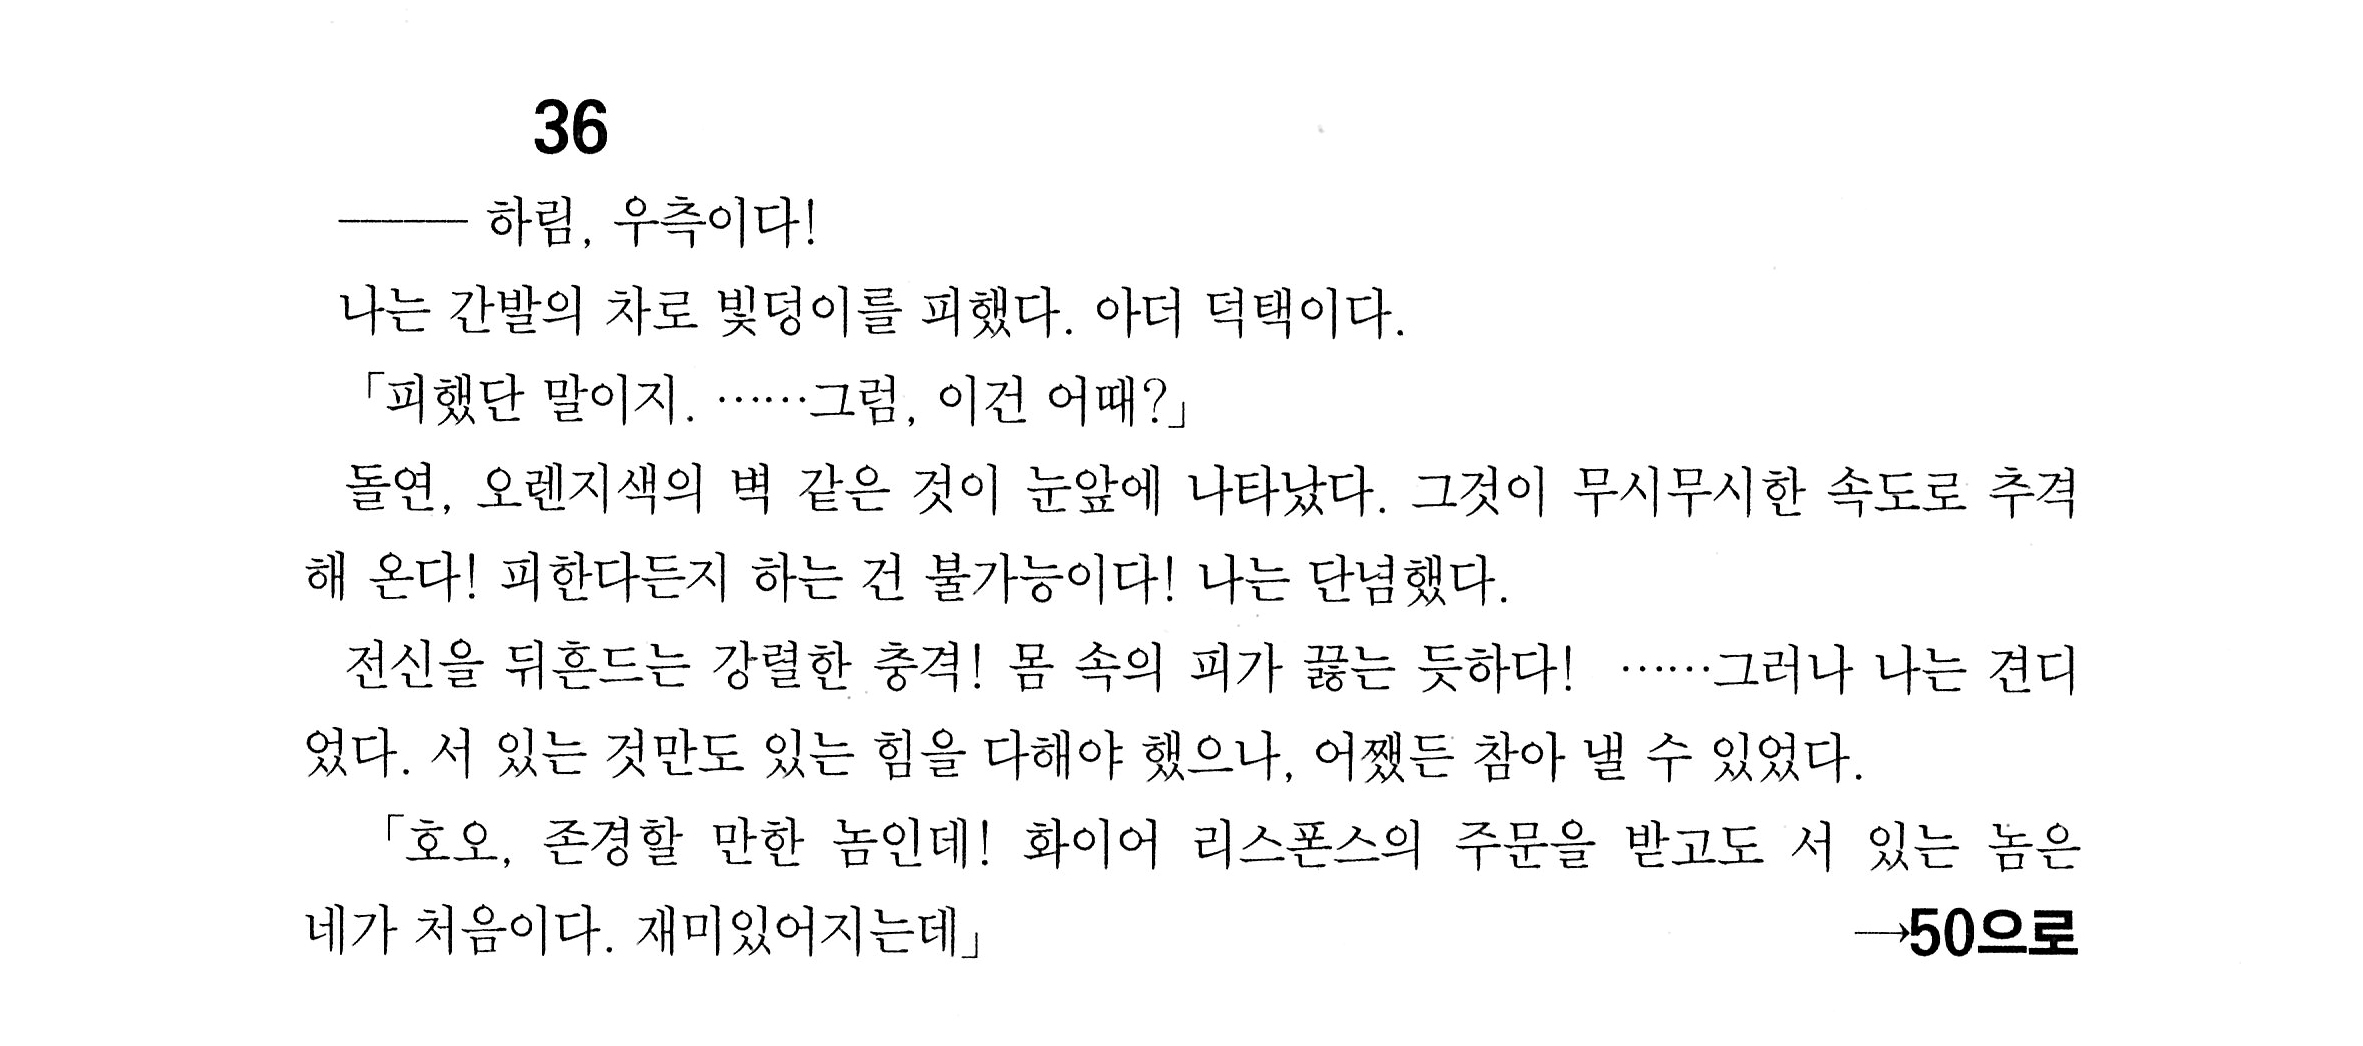 36
—— 하림, 우측이다!
나는 간발의 차로 빛덩이를 피했다. 아더 덕택이다.
「피했단 말이지. ……그럼, 이건 어때?」
돌연, 오렌지색의 벽 같은 것이 눈앞에 나타났다. 그것이 무시무시한 속도로 추격
해 온다! 피한다든지 하는 건 불가능이다! 나는 단념했다.
전신을 뒤흔드는 강렬한 충격! 몸 속의 피가 끓는 듯하다! ……그러나 나는 견디
었다. 서 있는 것만도 있는 힘을 다해야 했으나, 어쨌든 참아 낼 수 있었다.
「호오, 존경할 만한 놈인데! 화이어 리스폰스의 주문을 받고도 서 있는 놈은
네가 처음이다. 재미있어지는데」 →50으로